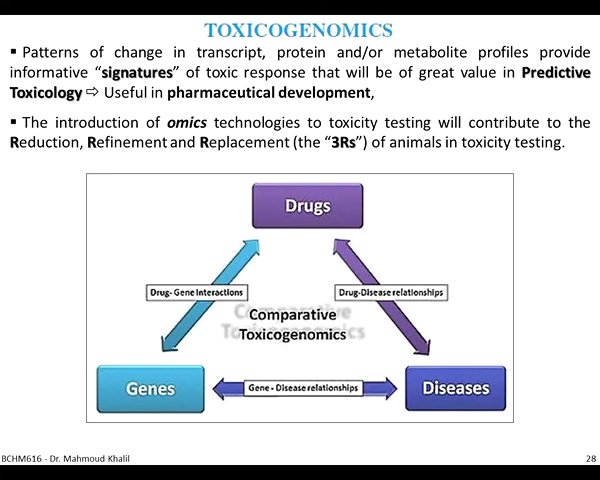 TOXICOGENOMICS
▪ Patterns of change in transcript, protein and/or metabolite profiles provide
informative “signatures” of toxic response that will be of great value in Predictive
Toxicology ⇨ Useful in pharmaceutical development,
▪ The introduction of omics technologies to toxicity testing will contribute to the
Reduction, Refinement and Replacement (the “3Rs”) of animals in toxicity testing.
Drugs
Drug- Gene Interactions
Drug-Disease relationships
Comparative
Toxicogenomics
Genes
Gene - Disease relationships
Diseases
BCHM616 - Dr. Mahmoud Khalil
28